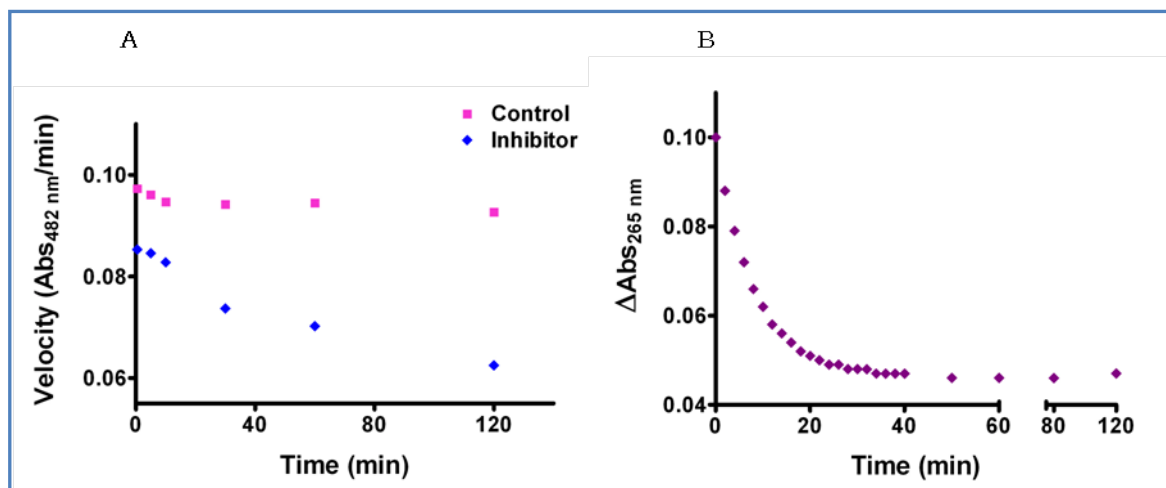 A
Control
Inhibitor
Velocity (Abs482 nm/min)
0.10
0.08
0.06
0
40
80
120
Time (min)
B
ΔAbs265 nm
0.10
0.08
0.06
0.04
0
20
40
60
80
120
Time (min)